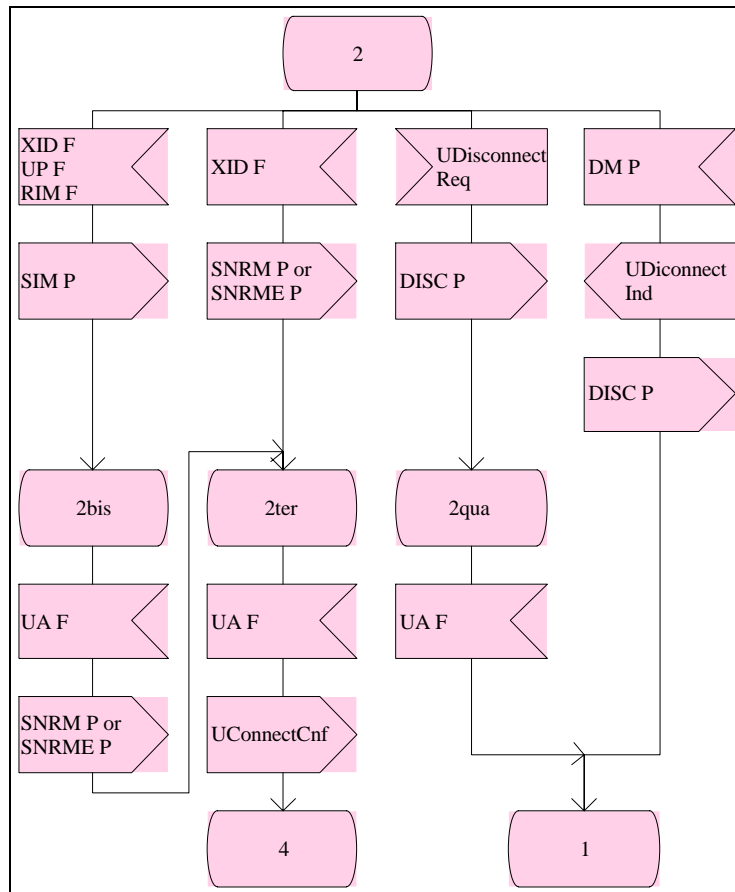 2
XID F
UP F
RIM F
XID F
UDisconnect
Req
DM P
SIM P
SNRM P or
SNRME P
DISC P
UDiconnect
Ind
DISC P
2bis
2ter
2qua
UA F
UA F
UA F
SNRM P or
SNRME P
UConnectCnf
4
1